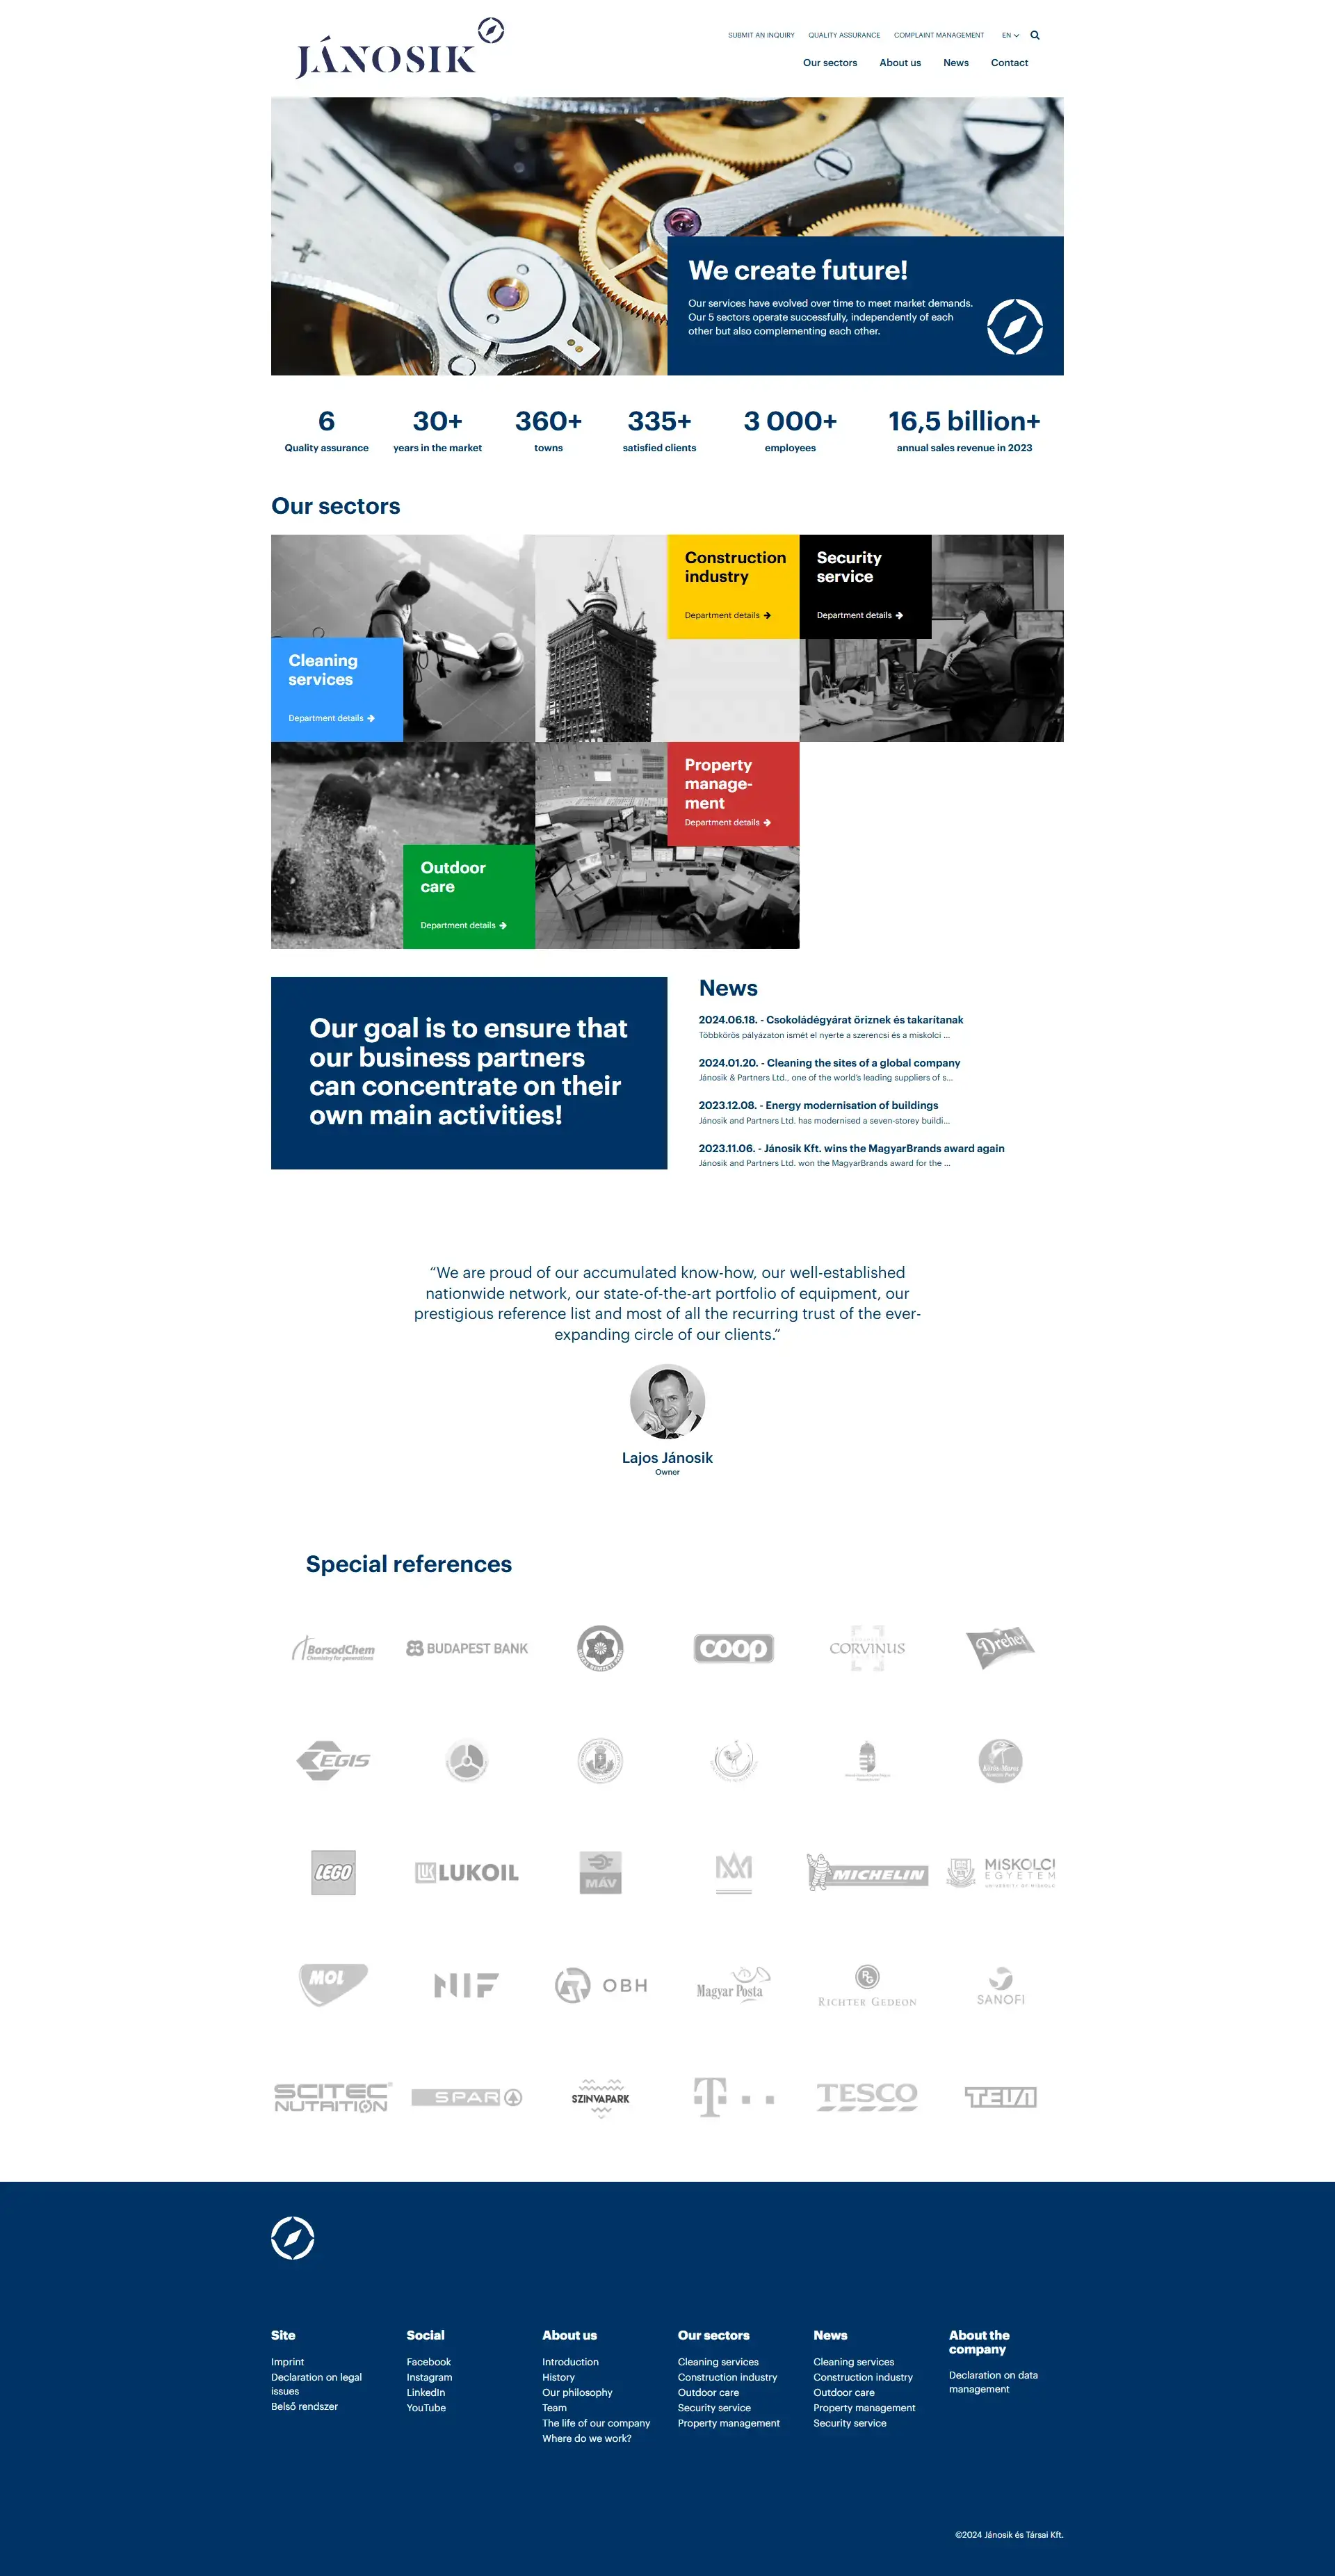 JÁNOSIK
SUBMIT AN INQUIRY QUALITY ASSURANCE COMPLAINT MANAGEMENT EN
Our sectors About us News Contact
We create future!
Our services have evolved over time to meet market demands.
Our 5 sectors operate successfully, independently of each
other but also complementing each other.
6 30+ 360+ 335+ 3 000+ 16,5 billion+
Quality assurance years in the market towns satisfied clients employees annual sales revenue in 2023
Our sectors
Cleaning
services
Department details
Construction
industry
Department details
Security
service
Department details
Outdoor
care
Department details
Property
manage-
ment
Department details
Our goal is to ensure that
our business partners
can concentrate on their
own main activities!
News
2024.06.18. - Csokoládégyárat őriznek és takarítanak
Többkörös pályázaton ismét el nyerte a szerencsi és a miskolci ...
2024.01.20. - Cleaning the sites of a global company
Jánosik & Partners Ltd., one of the world's leading suppliers of s...
2023.12.08. - Energy modernisation of buildings
Jánosik and Partners Ltd. has modernised a seven-storey buildi...
2023.11.06. - Jánosik Kft. wins the MagyarBrands award again
Jánosik and Partners Ltd. won the MagyarBrands award for the ...
“We are proud of our accumulated know-how, our well-established
nationwide network, our state-of-the-art portfolio of equipment, our
prestigious reference list and most of all the recurring trust of the ever-
expanding circle of our clients.”
Lajos Jánosik
Owner
Special references
BorsodChem
Chemistry for generations
BUDAPEST BANK
coop
CORVINUS
Dreher
EGIS
Körös-Maros
Nemzeti Park
LEGO
LUKOIL
MÁV
MICHELIN
MISKOLCI
EGYETEM
UNIVERSITY OF MISKOLC
MOL
NIF
OBH
Magyar Posta
RG
RICHTER GEDEON
SANOFI
SCITEC
NUTRITION
SPAR
SZINVAPARK
T
TESCO
TEVA
Site
Imprint
Declaration on legal
issues
Belső rendszer
Social
Facebook
Instagram
LinkedIn
YouTube
About us
Introduction
History
Our philosophy
Team
The life of our company
Where do we work?
Our sectors
Cleaning services
Construction industry
Outdoor care
Security service
Property management
News
Cleaning services
Construction industry
Outdoor care
Property management
Security service
About the
company
Declaration on data
management
©2024 Jánosik és Társai Kft.